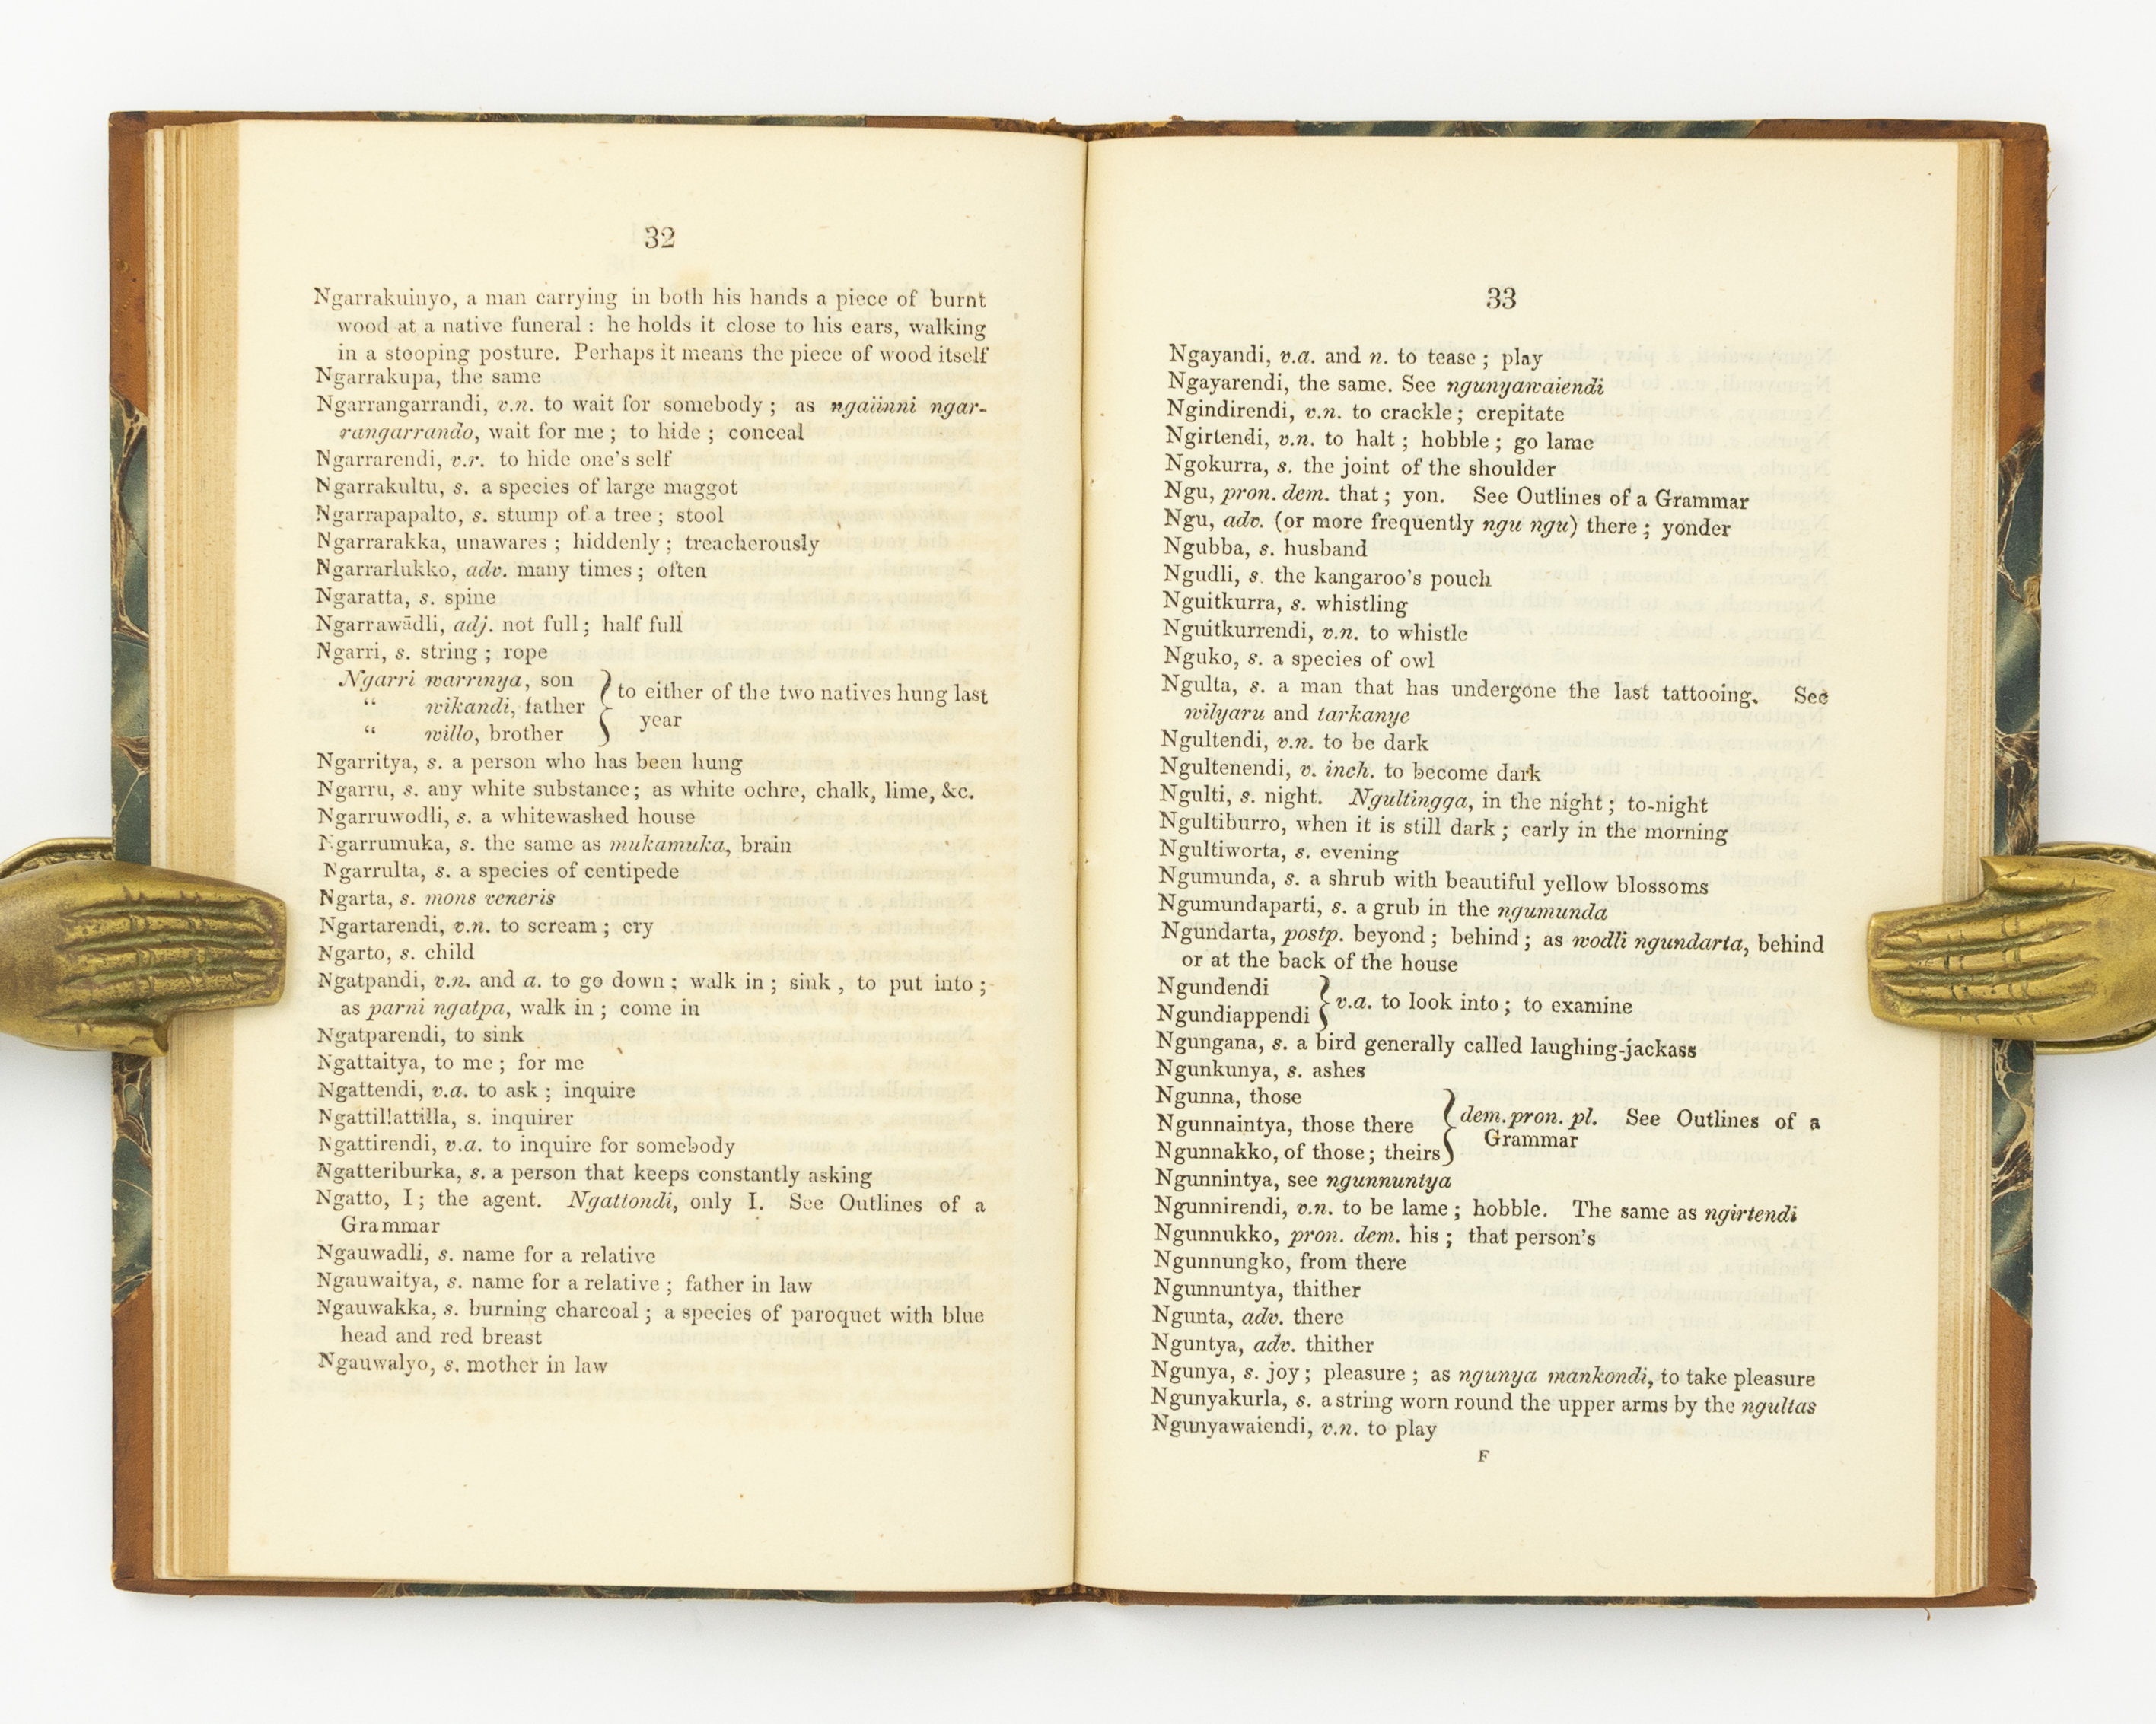 32
Ngarrakuinyo, a man carrying in both his hands a piece of burnt
wood at a native funeral: he holds it close to his ears, walking
in a stooping posture. Perhaps it means the piece of wood itself
Ngarrakupa, the same
Ngarrangarrandi, v.n. to wait for somebody; as ngaiinni ngar-
rangarrando, wait for me; to hide; conceal
Ngarrarendi, v.r. to hide one's self
Ngarrakultu, s. a species of large maggot
Ngarrapapalto, s. stump of a tree; stool
Ngarrarakka, unawares; hiddenly; treacherously
Ngarrarlukko, adv. many times; often
Ngaratta, s. spine
Ngarrawādli, adj. not full; half full
Ngarri, s. string; rope
Ngarri warrinya, son } to either of the two natives hung last
“ wikandi, father } year
“ willo, brother }
Ngarritya, s. a person who has been hung
Ngarru, s. any white substance; as white ochre, chalk, lime, &c.
Ngarruwodli, s. a whitewashed house
Ngarrumuka, s. the same as mukamuka, brain
Ngarrulta, s. a species of centipede
Ngarta, s. mons veneris
Ngartarendi, v.n. to scream; cry
Ngarto, s. child
Ngatpandi, v.n. and a. to go down; walk in; sink, to put into;
as parni ngatpa, walk in; come in
Ngatparendi, to sink
Ngattaitya, to me; for me
Ngattendi, v.a. to ask; inquire
Ngattillattilla, s. inquirer
Ngattirendi, v.a. to inquire for somebody
Ngatteriburka, s. a person that keeps constantly asking
Ngatto, I; the agent. Ngattondi, only I. See Outlines of a
Grammar
Ngauwadli, s. name for a relative
Ngauwaitya, s. name for a relative; father in law
Ngauwakka, s. burning charcoal; a species of paroquet with blue
head and red breast
Ngauwalyo, s. mother in law
33
Ngayandi, v.a. and n. to tease; play
Ngayarendi, the same. See ngunyawaiendi
Ngindirendi, v.n. to crackle; crepitate
Ngirtendi, v.n. to halt; hobble; go lame
Ngokurra, s. the joint of the shoulder
Ngu, pron. dem. that; yon. See Outlines of a Grammar
Ngu, adv. (or more frequently ngu ngu) there; yonder
Ngubba, s. husband
Ngudli, s. the kangaroo's pouch
Nguitkurra, s. whistling
Nguitkurrendi, v.n. to whistle
Nguko, s. a species of owl
Ngulta, s. a man that has undergone the last tattooing. See
wilyaru and tarkanye
Ngultendi, v.n. to be dark
Ngultenendi, v. inch. to become dark
Ngulti, s. night. Ngultingga, in the night; to-night
Ngultiburro, when it is still dark; early in the morning
Ngultiworta, s. evening
Ngumunda, s. a shrub with beautiful yellow blossoms
Ngumundaparti, s. a grub in the ngumunda
Ngundarta, postp. beyond; behind; as wodli ngundarta, behind
or at the back of the house
Ngundendi } v.a. to look into; to examine
Ngundiappendi }
Ngungana, s. a bird generally called laughing-jackass
Ngunkunya, s. ashes
Ngunna, those }
Ngunnaintya, those there } dem. pron. pl. See Outlines of a
Ngunnakko, of those; theirs } Grammar
Ngunnintya, see ngunnuntya
Ngunnirendi, v.n. to be lame; hobble. The same as ngirtendi
Ngunnukko, pron. dem. his; that person's
Ngunnungko, from there
Ngunnuntya, thither
Ngunta, adv. there
Nguntya, adv. thither
Ngunya, s. joy; pleasure; as ngunya mankondi, to take pleasure
Ngunyakurla, s. a string worn round the upper arms by the ngultas
Ngunyawaiendi, v.n. to play
F